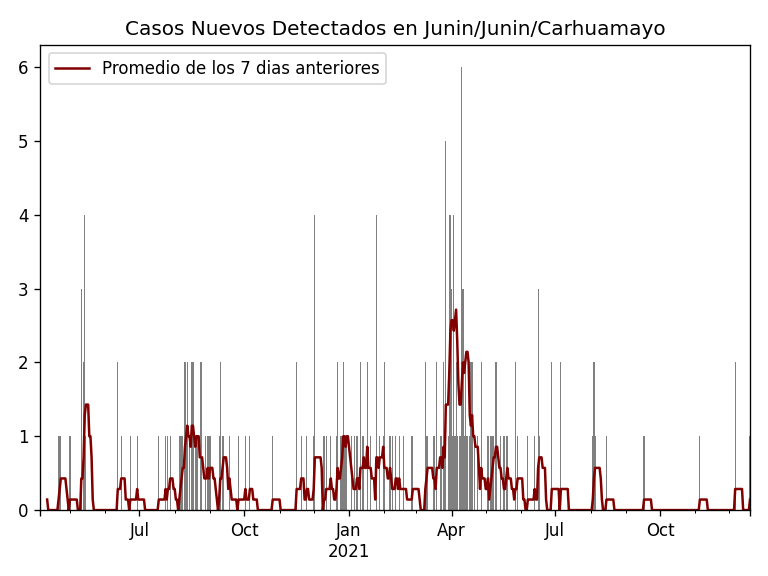 Casos Nuevos Detectados en Junin/Junin/Carhuamayo
Promedio de los 7 dias anteriores
6
5
4
3
2
1
0
Jul Oct Jan Apr Jul Oct
2021